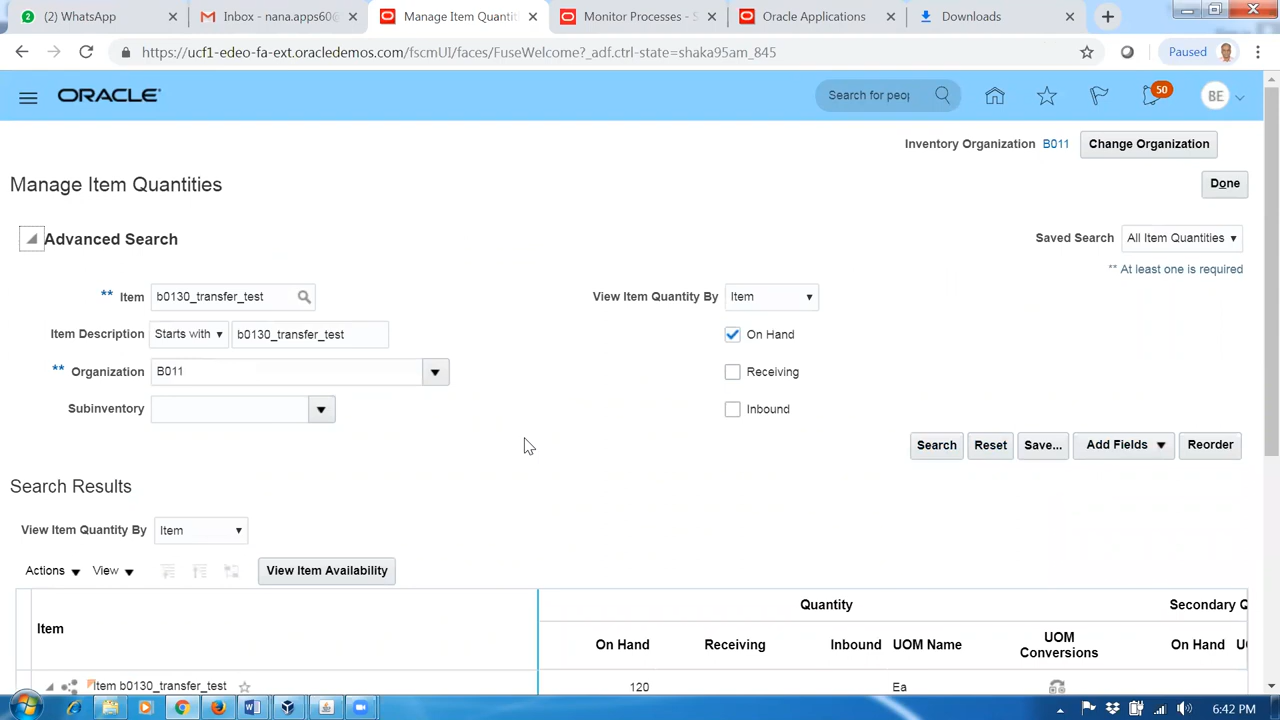 (2) WhatsApp
Inbox - nana.apps60@
Manage Item Quantiti
Monitor Processes - S
Oracle Applications
Downloads
https://ucf1-edeo-fa-ext.oracledemos.com/fscmUI/faces/FuseWelcome?_adf.ctrl-state=shaka95am_845
Paused
ORACLE
Search for peop
50
BE
Inventory Organization B011 Change Organization
Manage Item Quantities
Done
Advanced Search
Saved Search All Item Quantities
** At least one is required
** Item b0130_transfer_test
View Item Quantity By Item
Item Description Starts with b0130_transfer_test
On Hand
** Organization B011
Receiving
Subinventory
Inbound
Search Reset Save... Add Fields Reorder
Search Results
View Item Quantity By Item
Actions View View Item Availability
Quantity Secondary Q
Item On Hand Receiving Inbound UOM Name UOM Conversions On Hand U
Item b0130_transfer_test 120 Ea
6:42 PM